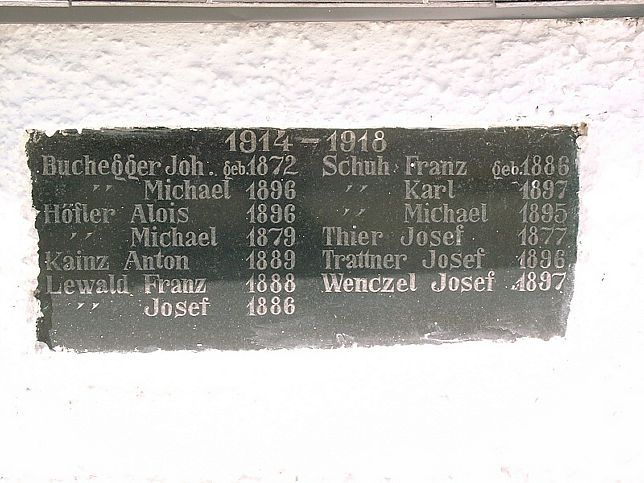 1914 – 1918
Buchegger Joh. geb. 1872
〃 Michael 1896
Höfler Alois 1896
〃 Michael 1879
Kainz Anton 1889
Lewald Franz 1888
〃 Josef 1886
Schuh Franz geb. 1886
〃 Karl 1897
〃 Michael 1895
Thier Josef 1877
Trattner Josef 1896
Wenczel Josef 1897